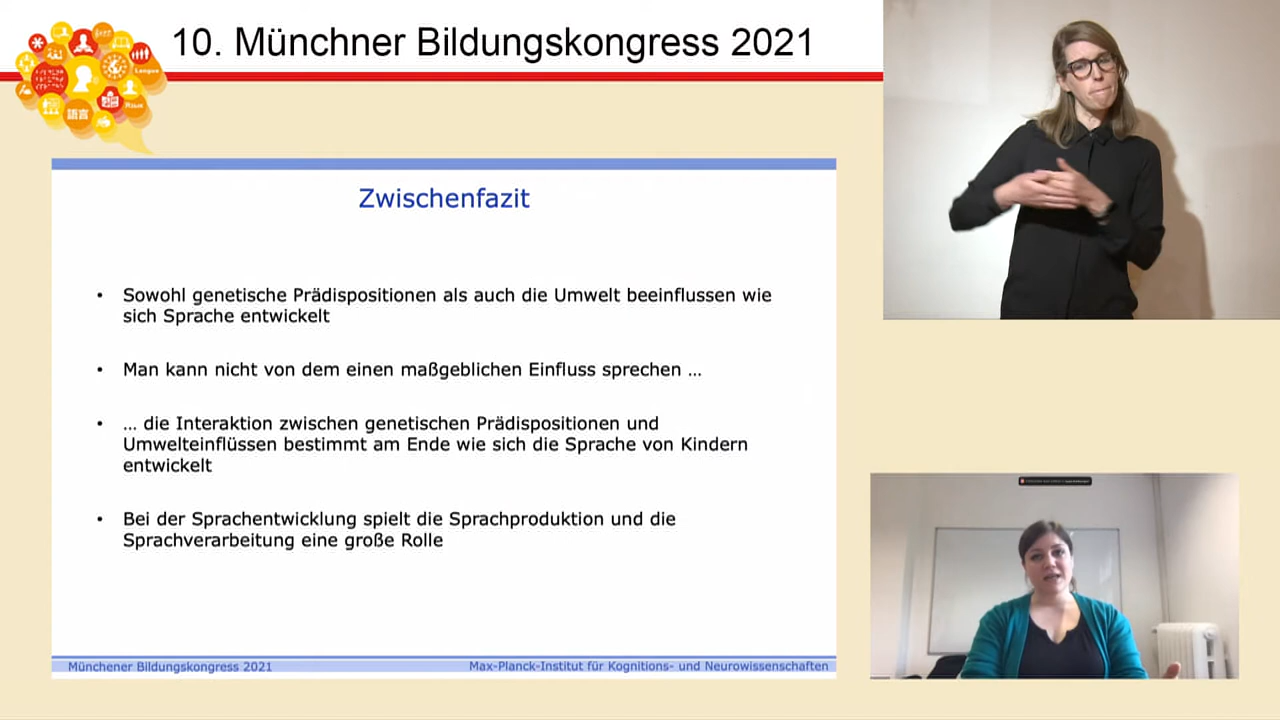 10. Münchner Bildungskongress 2021
Langue
語言
Zwischenfazit
• Sowohl genetische Prädispositionen als auch die Umwelt beeinflussen wie
sich Sprache entwickelt
• Man kann nicht von dem einen maßgeblichen Einfluss sprechen …
• … die Interaktion zwischen genetischen Prädispositionen und
Umwelteinflüssen bestimmt am Ende wie sich die Sprache von Kindern
entwickelt
• Bei der Sprachentwicklung spielt die Sprachproduktion und die
Sprachverarbeitung eine große Rolle
Münchener Bildungskongress 2021
Max-Planck-Institut für Kognitions- und Neurowissenschaften